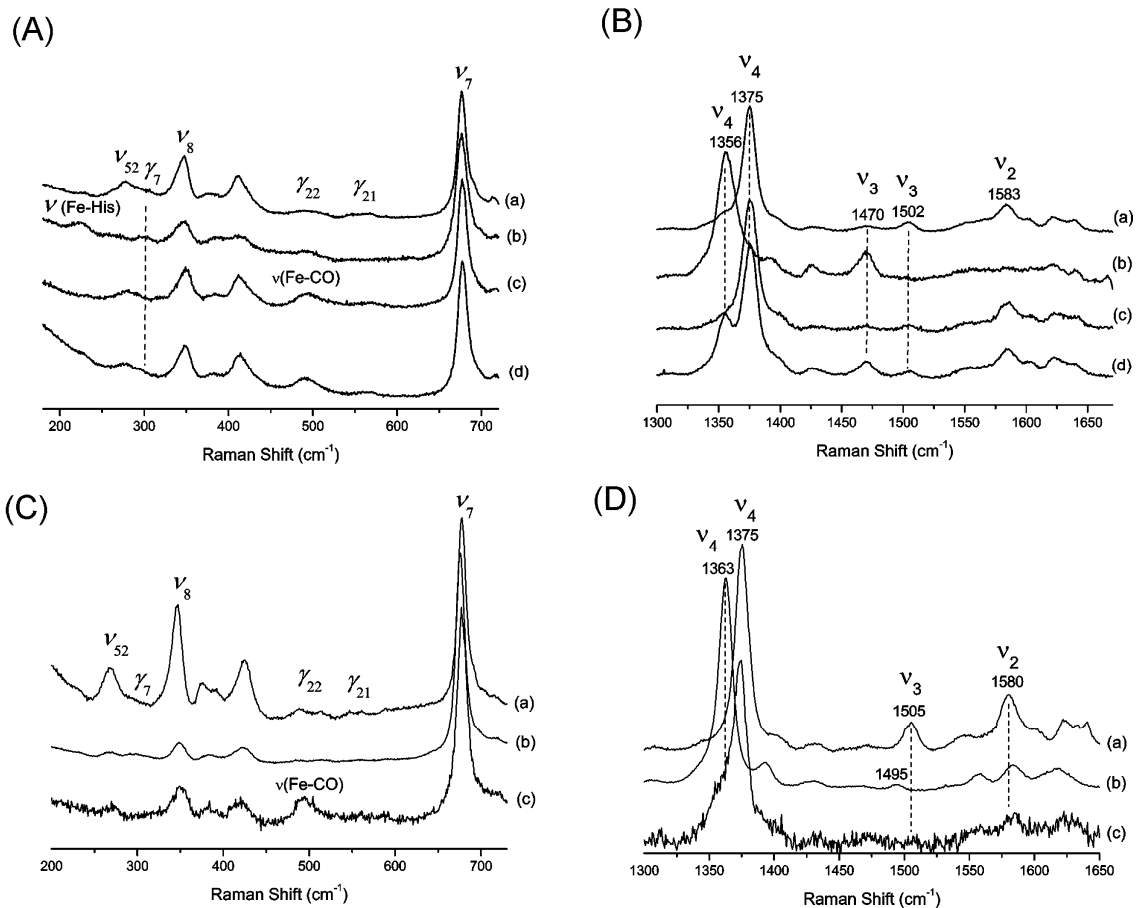 (A)
ν7
ν8
ν52 γ7
γ22 γ21
ν (Fe-His)
(a)
(b)
ν(Fe-CO)
(c)
(d)
200 300 400 500 600 700
Raman Shift (cm-1)
(B)
ν4
1375
ν4
1356
ν3
1470
ν3
1502
ν2
1583
(a)
(b)
(c)
(d)
1300 1350 1400 1450 1500 1550 1600 1650
Raman Shift (cm-1)
(C)
ν7
ν8
ν52
γ7
γ22 γ21
(a)
(b)
ν(Fe-CO)
(c)
200 300 400 500 600 700
Raman Shift (cm-1)
(D)
ν4
1375
ν4
1363
ν3
1505
ν2
1580
(a)
1495
(b)
(c)
1300 1350 1400 1450 1500 1550 1600 1650
Raman Shift (cm-1)